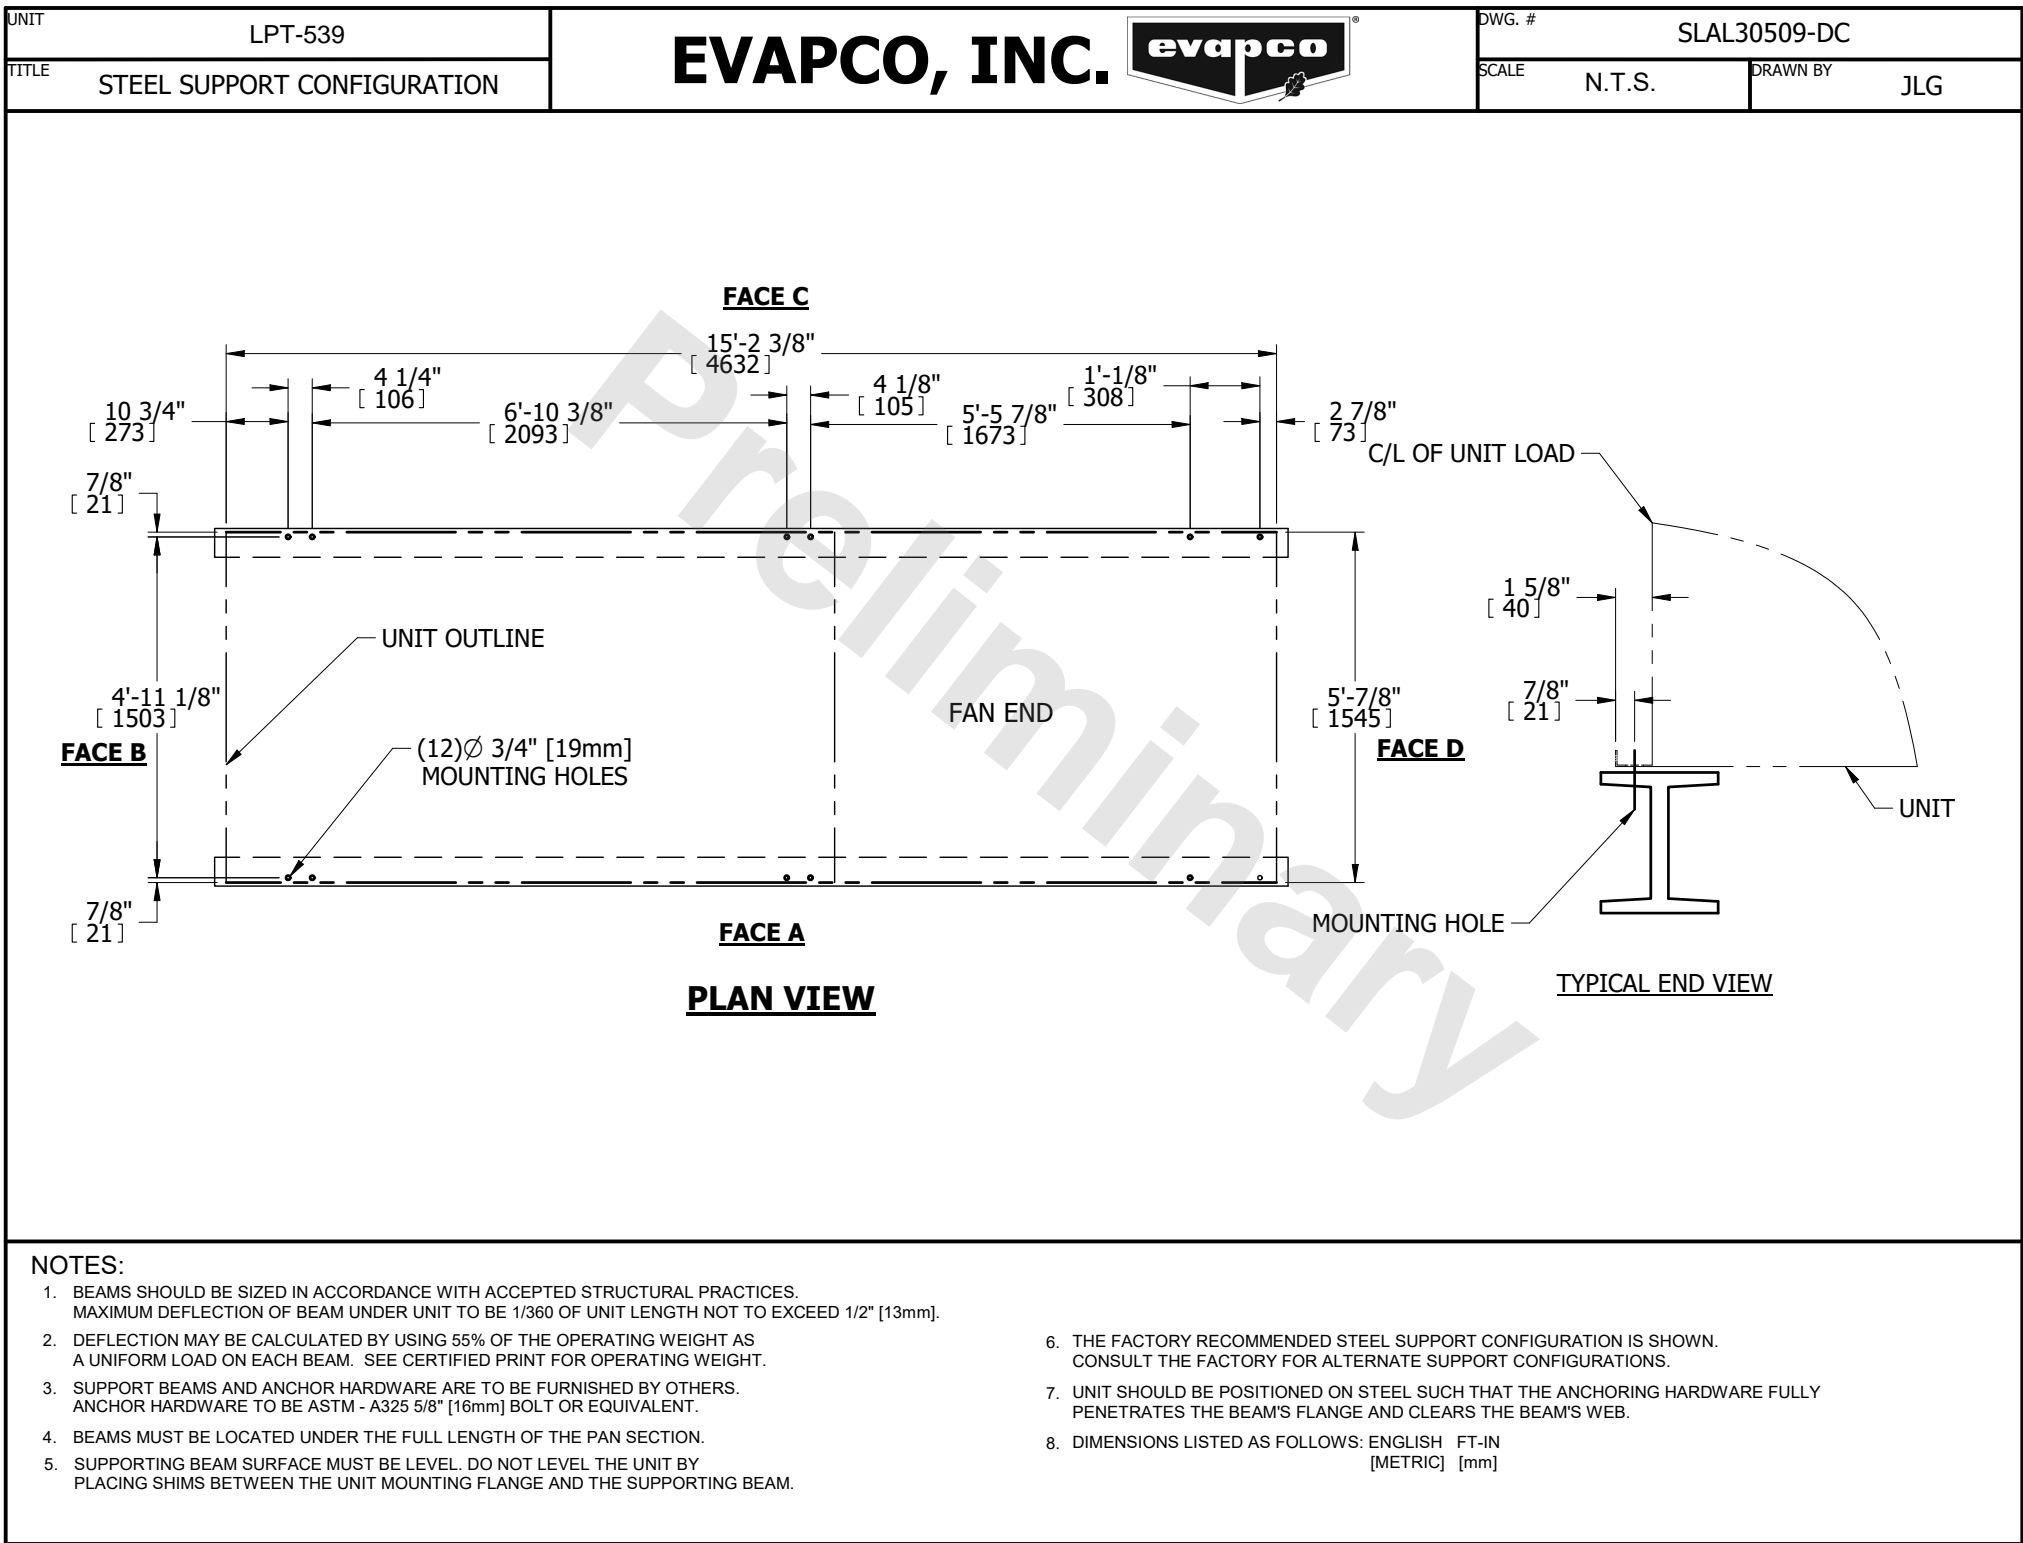 UNIT
LPT-539
TITLE
STEEL SUPPORT CONFIGURATION
EVAPCO, INC.
evapco
®
DWG. #
SLAL30509-DC
SCALE
N.T.S.
DRAWN BY
JLG
FACE C
15'-2 3/8"
[ 4632 ]
4 1/4"
[ 106 ]
4 1/8"
[ 105 ]
1'-1/8"
[ 308 ]
10 3/4"
[ 273 ]
6'-10 3/8"
[ 2093 ]
5'-5 7/8"
[ 1673 ]
2 7/8"
[ 73 ]
C/L OF UNIT LOAD
7/8"
[ 21 ]
1 5/8"
[ 40 ]
UNIT OUTLINE
4'-11 1/8"
[ 1503 ]
FAN END
5'-7/8"
[ 1545 ]
7/8"
[ 21 ]
FACE B
(12)∅ 3/4" [19mm]
MOUNTING HOLES
FACE D
UNIT
7/8"
[ 21 ]
FACE A
MOUNTING HOLE
PLAN VIEW
TYPICAL END VIEW
Preliminary
NOTES:
1. BEAMS SHOULD BE SIZED IN ACCORDANCE WITH ACCEPTED STRUCTURAL PRACTICES.
MAXIMUM DEFLECTION OF BEAM UNDER UNIT TO BE 1/360 OF UNIT LENGTH NOT TO EXCEED 1/2" [13mm].
2. DEFLECTION MAY BE CALCULATED BY USING 55% OF THE OPERATING WEIGHT AS
A UNIFORM LOAD ON EACH BEAM. SEE CERTIFIED PRINT FOR OPERATING WEIGHT.
3. SUPPORT BEAMS AND ANCHOR HARDWARE ARE TO BE FURNISHED BY OTHERS.
ANCHOR HARDWARE TO BE ASTM - A325 5/8" [16mm] BOLT OR EQUIVALENT.
4. BEAMS MUST BE LOCATED UNDER THE FULL LENGTH OF THE PAN SECTION.
5. SUPPORTING BEAM SURFACE MUST BE LEVEL. DO NOT LEVEL THE UNIT BY
PLACING SHIMS BETWEEN THE UNIT MOUNTING FLANGE AND THE SUPPORTING BEAM.
6. THE FACTORY RECOMMENDED STEEL SUPPORT CONFIGURATION IS SHOWN.
CONSULT THE FACTORY FOR ALTERNATE SUPPORT CONFIGURATIONS.
7. UNIT SHOULD BE POSITIONED ON STEEL SUCH THAT THE ANCHORING HARDWARE FULLY
PENETRATES THE BEAM'S FLANGE AND CLEARS THE BEAM'S WEB.
8. DIMENSIONS LISTED AS FOLLOWS: ENGLISH FT-IN
[METRIC] [mm]